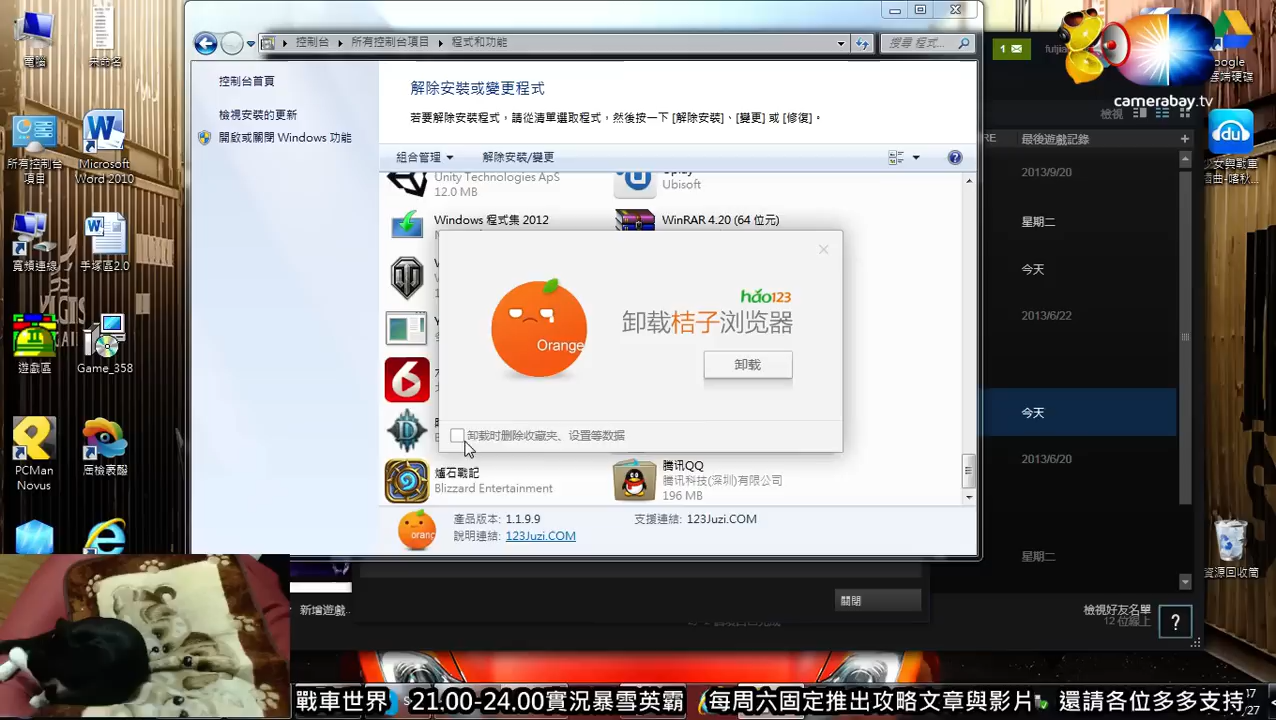 控制台
所有控制台項目
程式和功能
搜尋 程式...
控制台首頁
檢視安裝的更新
開啟或關閉 Windows 功能
解除安裝或變更程式
若要解除安裝程式，請從清單選取程式，然後按一下 [解除安裝]、[變更] 或 [修復]。
組合管理
解除安裝/變更
Unity Technologies ApS
12.0 MB
Ubisoft
Windows 程式集 2012
WinRAR 4.20 (64 位元)
hao123
卸载桔子浏览器
Orange
卸载
卸载时删除收藏夹、设置等数据
爐石戰記
Blizzard Entertainment
腾讯QQ
腾讯科技(深圳)有限公司
196 MB
產品版本: 1.1.9.9
支援連結: 123Juzi.COM
說明連結: 123Juzi.COM
電腦
未命名
所有控制台
項目
Microsoft
Word 2010
寬頻連線
手塚區2.0
遊戲區
Game_358
PCMan
Novus
1
camerabay.tv
檢視
最後遊戲記錄
2013/9/20
星期二
今天
2013/6/22
今天
2013/6/20
星期二
du
資源回收筒
關閉
新增遊戲
檢視好友名單
12 位線上
?
戰車世界
21.00-24.00實況暴雪英霸
每周六固定推出攻略文章與影片
還請各位多多支持